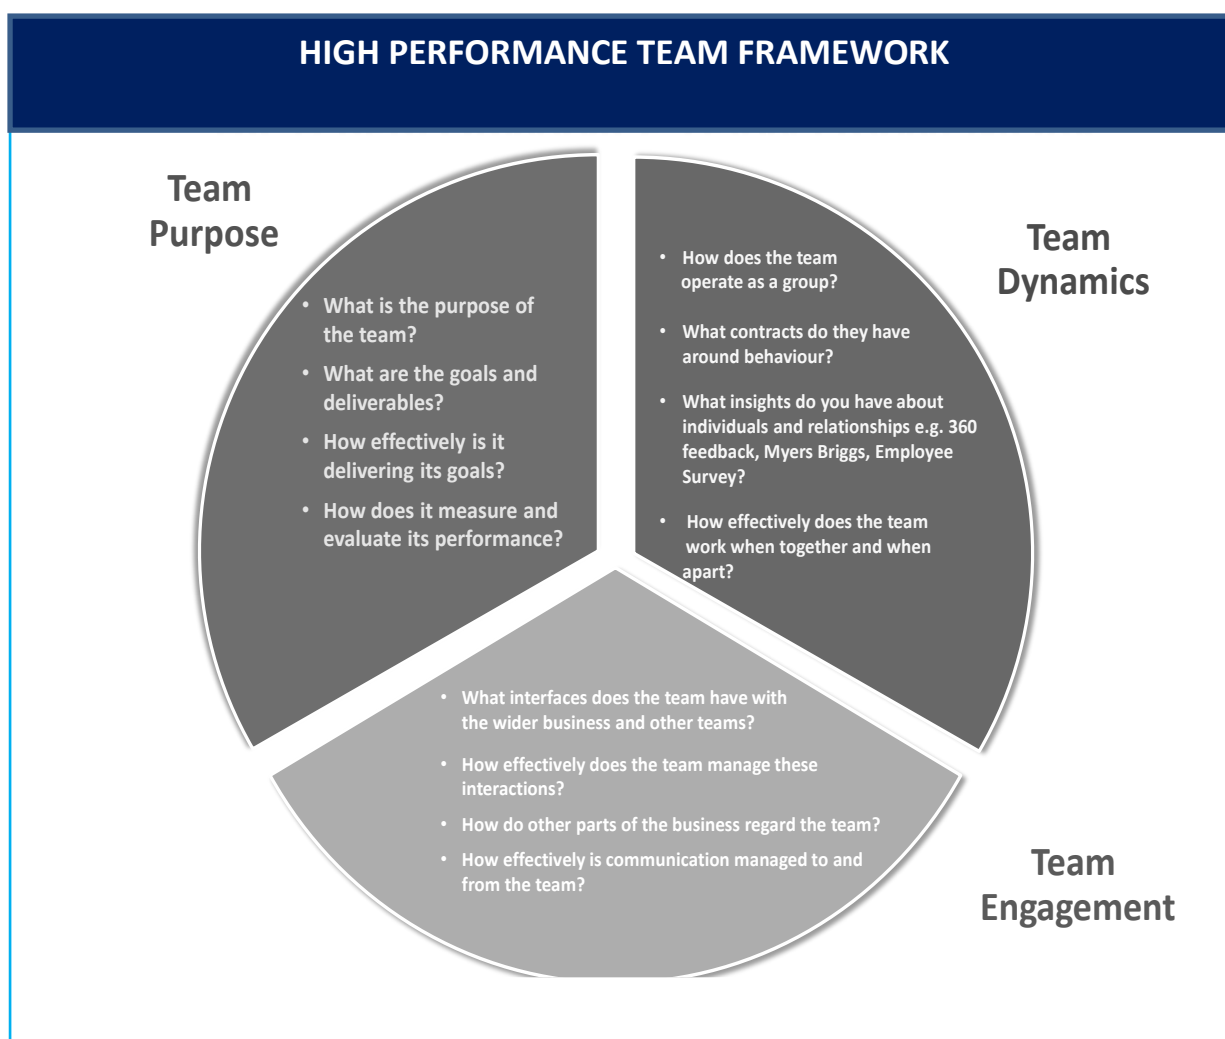 HIGH PERFORMANCE TEAM FRAMEWORK
Team
Purpose
• What is the purpose of
the team?
• What are the goals and
deliverables?
• How effectively is it
delivering its goals?
• How does it measure and
evaluate its performance?
Team
Dynamics
• How does the team
operate as a group?
• What contracts do they have
around behaviour?
• What insights do you have about
individuals and relationships e.g. 360
feedback, Myers Briggs, Employee
Survey?
• How effectively does the team
work when together and when
apart?
• What interfaces does the team have with
the wider business and other teams?
• How effectively does the team manage these
interactions?
• How do other parts of the business regard the team?
• How effectively is communication managed to and
from the team?
Team
Engagement